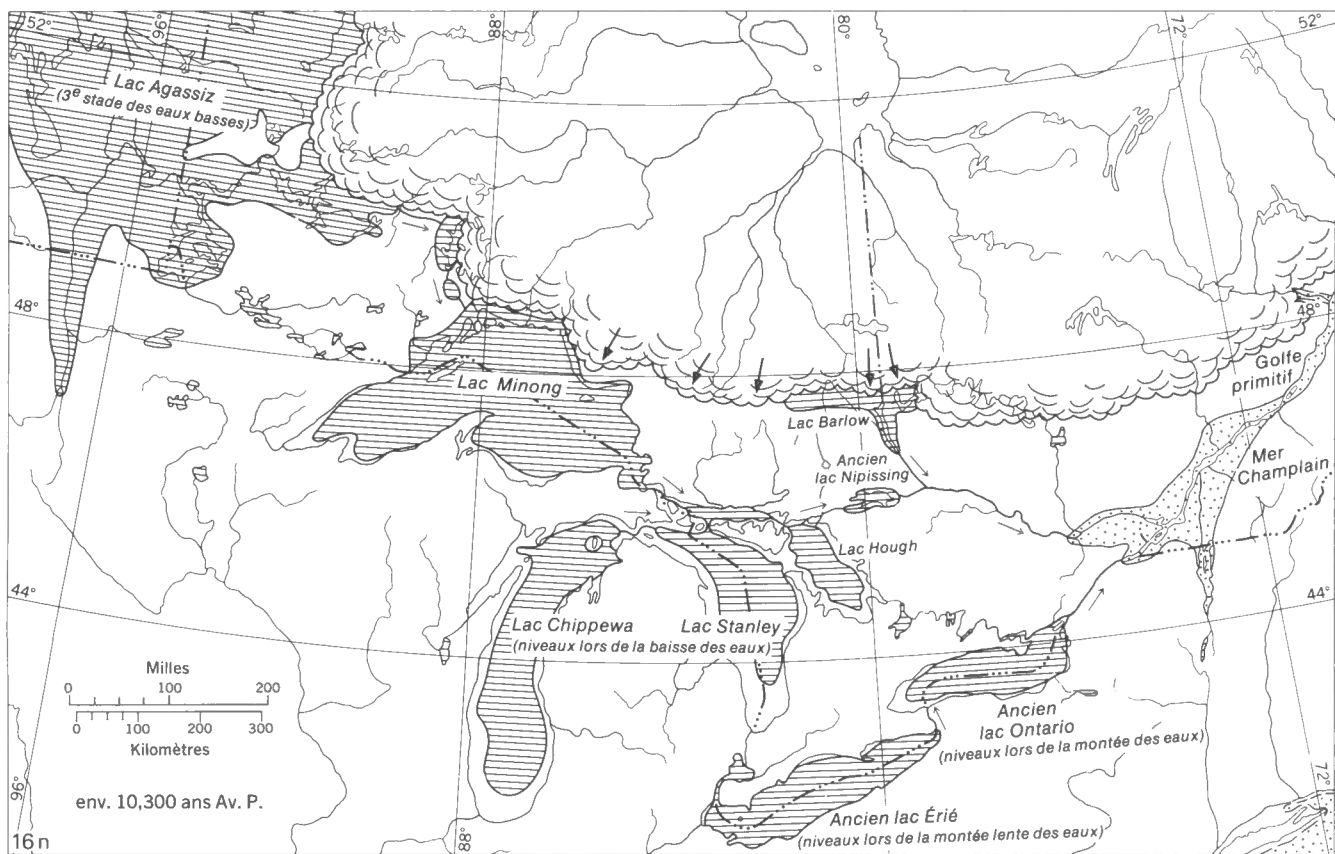 52°
96°
88°
80°
72°
52°
Lac Agassiz
(3e stade des eaux basses)
48°
48°
Golfe
primitif
Lac Minong
Lac Barlow
Ancien
lac Nipissing
Mer
Champlain
Lac Hough
44°
44°
Lac Chippewa
Lac Stanley
(niveaux lors de la baisse des eaux)
Milles
0 100 200
0 100 200 300
Kilomètres
Ancien
lac Ontario
(niveaux lors de la montée des eaux)
96°
env. 10,300 ans Av. P.
72°
Ancien lac Érié
(niveaux lors de la montée lente des eaux)
16 n
88°